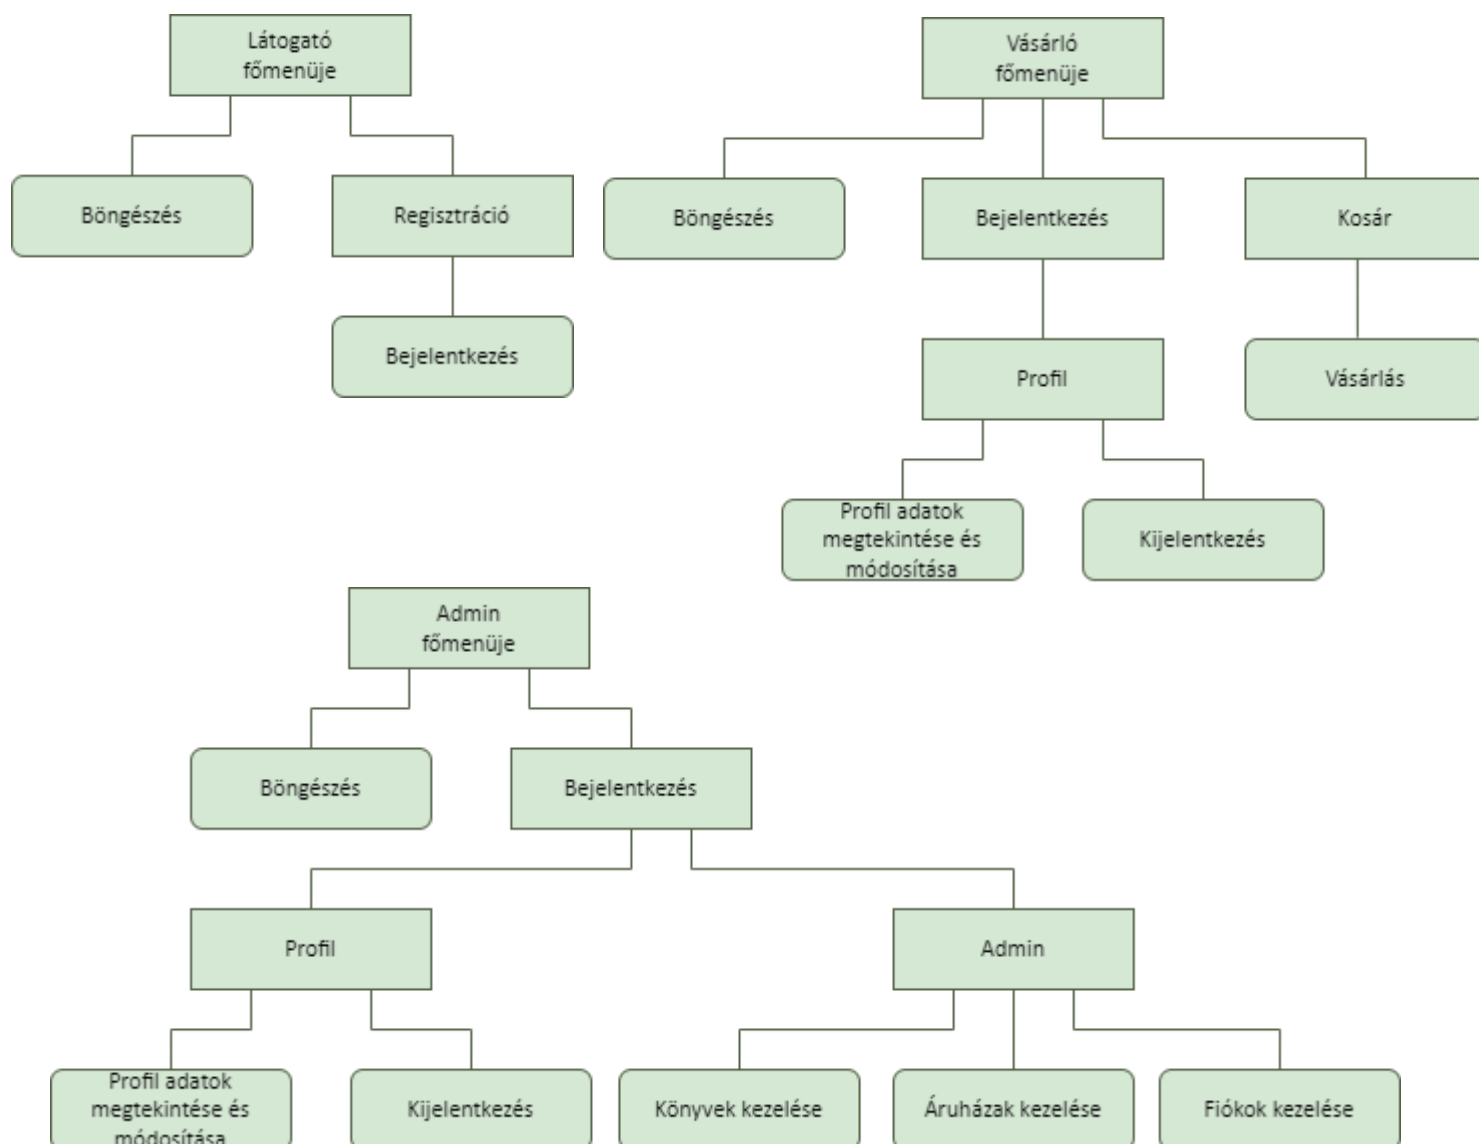 Látogató
főmenüje
Böngészés
Regisztráció
Bejelentkezés
Vásárló
főmenüje
Böngészés
Bejelentkezés
Kosár
Profil
Vásárlás
Profil adatok
megtekintése és
módosítása
Kijelentkezés
Admin
főmenüje
Böngészés
Bejelentkezés
Profil
Admin
Profil adatok
megtekintése és
módosítása
Kijelentkezés
Könyvek kezelése
Áruházak kezelése
Fiókok kezelése